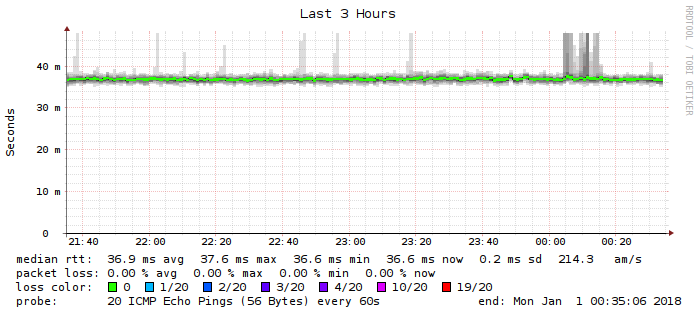 Last 3 Hours
RRDTOOL / TOBI OETIKER
Seconds
40 m
30 m
20 m
10 m
0
21:40 22:00 22:20 22:40 23:00 23:20 23:40 00:00 00:20
median rtt: 36.9 ms avg 37.6 ms max 36.6 ms min 36.6 ms now 0.2 ms sd 214.3 am/s
packet loss: 0.00 % avg 0.00 % max 0.00 % min 0.00 % now
loss color: 0 1/20 2/20 3/20 4/20 10/20 19/20
probe: 20 ICMP Echo Pings (56 Bytes) every 60s end: Mon Jan 1 00:35:06 2018